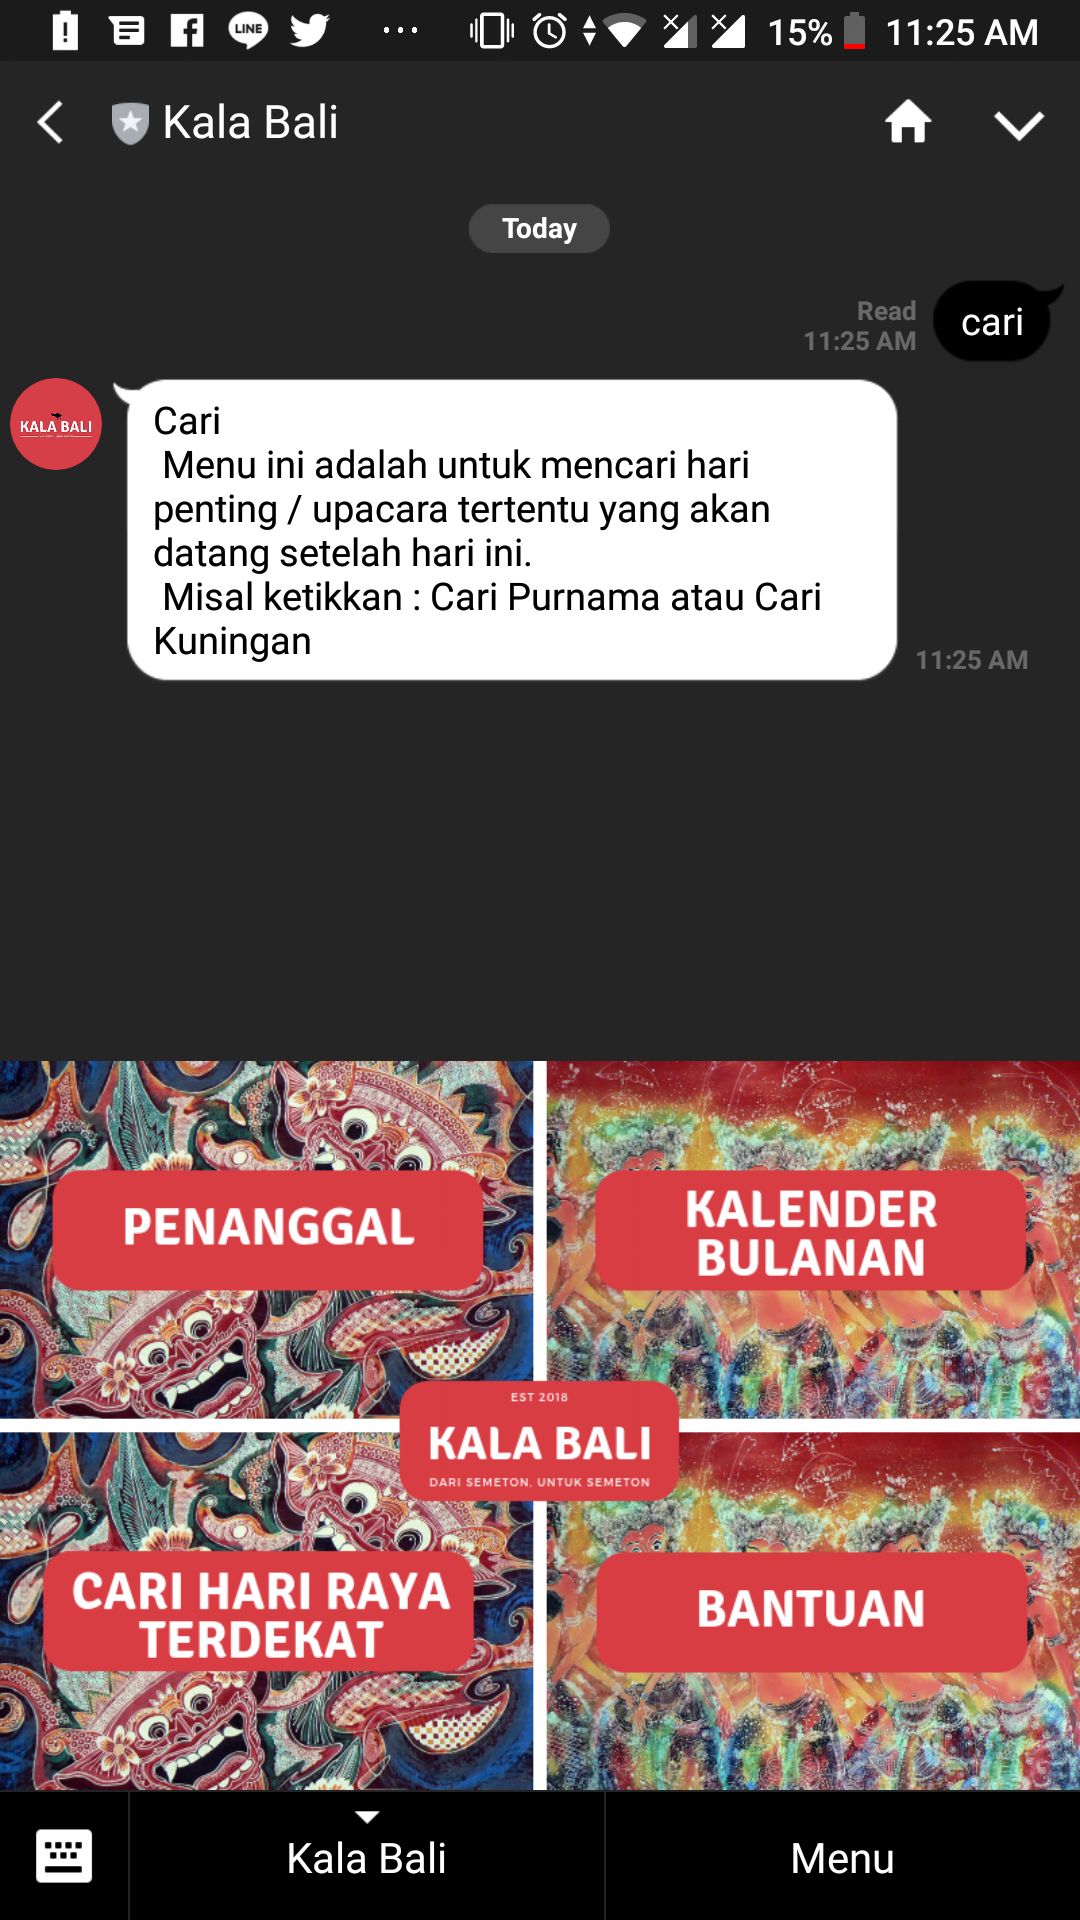 LINE
15% 11:25 AM
Kala Bali
Today
Read
11:25 AM
cari
KALA BALI
Cari
Menu ini adalah untuk mencari hari
penting / upacara tertentu yang akan
datang setelah hari ini.
Misal ketikkan : Cari Purnama atau Cari
Kuningan
11:25 AM
PENANGGAL
KALENDER
BULANAN
EST 2018
KALA BALI
DARI SEMETON, UNTUK SEMETON
CARI HARI RAYA
TERDEKAT
BANTUAN
Kala Bali
Menu